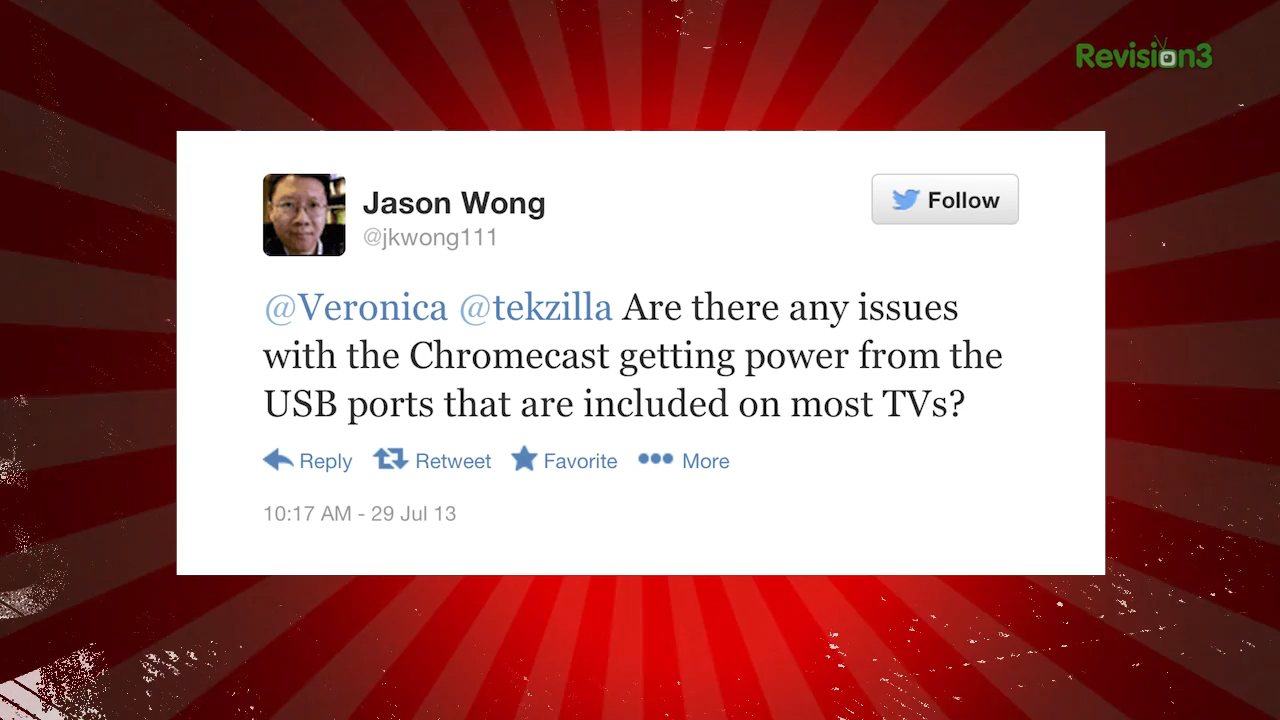 Revision3
Jason Wong
Follow
@jkwong111
@Veronica @tekzilla Are there any issues
with the Chromecast getting power from the
USB ports that are included on most TVs?
Reply Retweet Favorite More
10:17 AM - 29 Jul 13